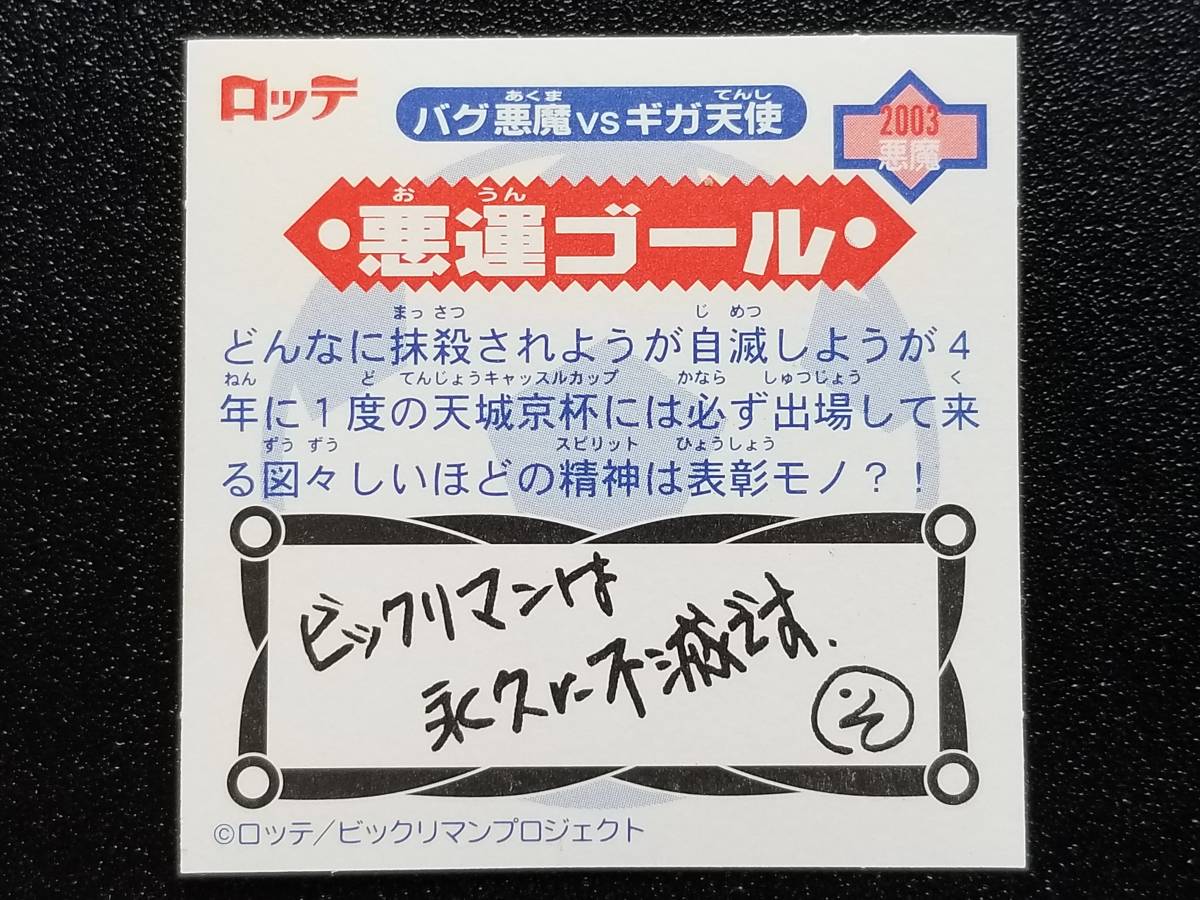 ロッテ
バグ悪魔vsギガ天使
あくま
てんし
2003
悪魔
おうん
悪運ゴール
まっさつ じめつ
どんなに抹殺されようが自滅しようが4
ねん ど てんじょうキャッスルカップ かなら しゅつじょう く
年に1度の天城京杯には必ず出場して来
ずうずう スピリット ひょうしょう
る図々しいほどの精神は表彰モノ？！
ビックリマンは
永久に不滅です.
そ
©ロッテ/ビックリマンプロジェクト